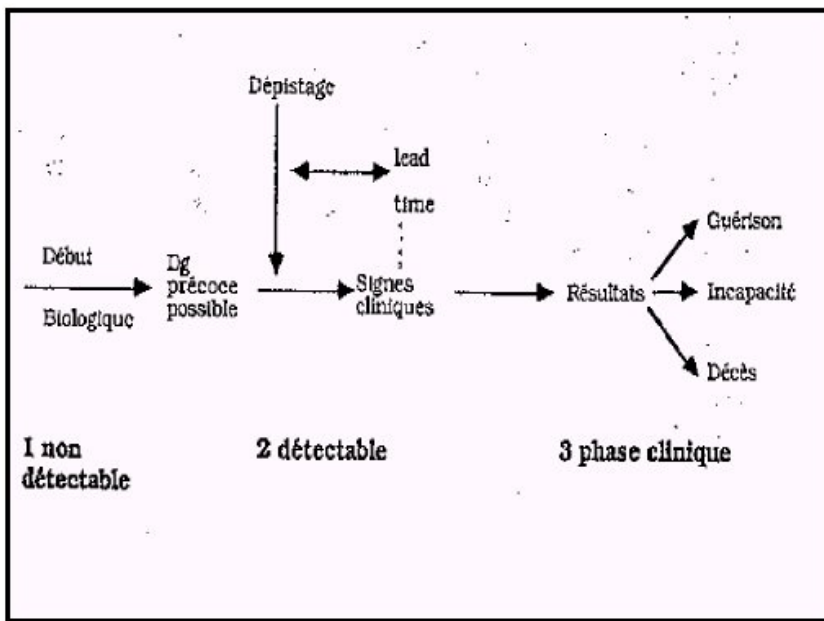 Dépistage
lead
time
Début
Biologique
Dg
précoce
possible
Signes
cliniques
Résultats
Guérison
Incapacité
Décès
1 non
détectable
2 détectable
3 phase clinique